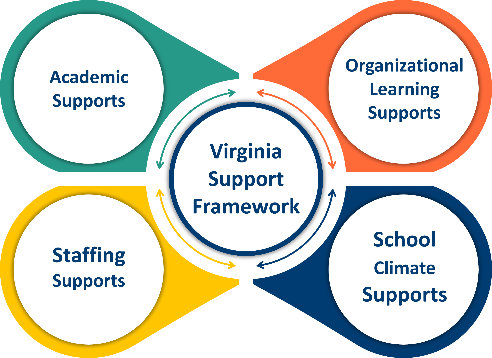 Academic
Supports
Organizational
Learning
Supports
Virginia
Support
Framework
Staffing
Supports
School
Climate
Supports